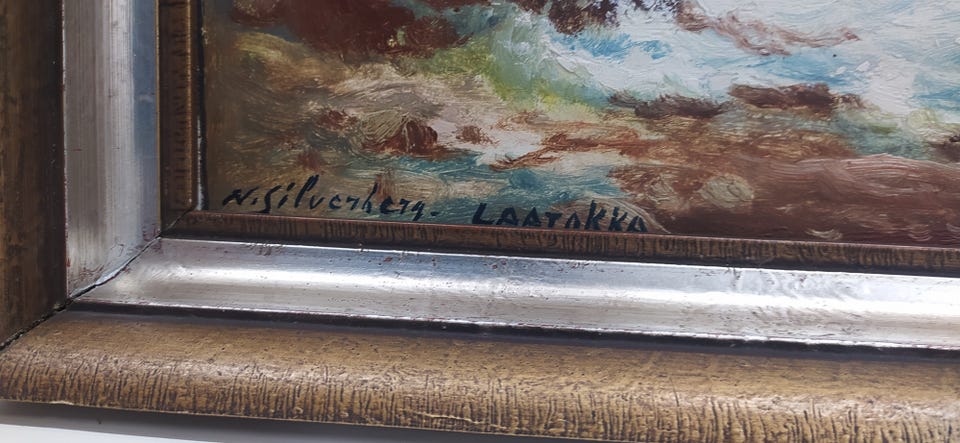 N. Silverberg. LAATOKKA